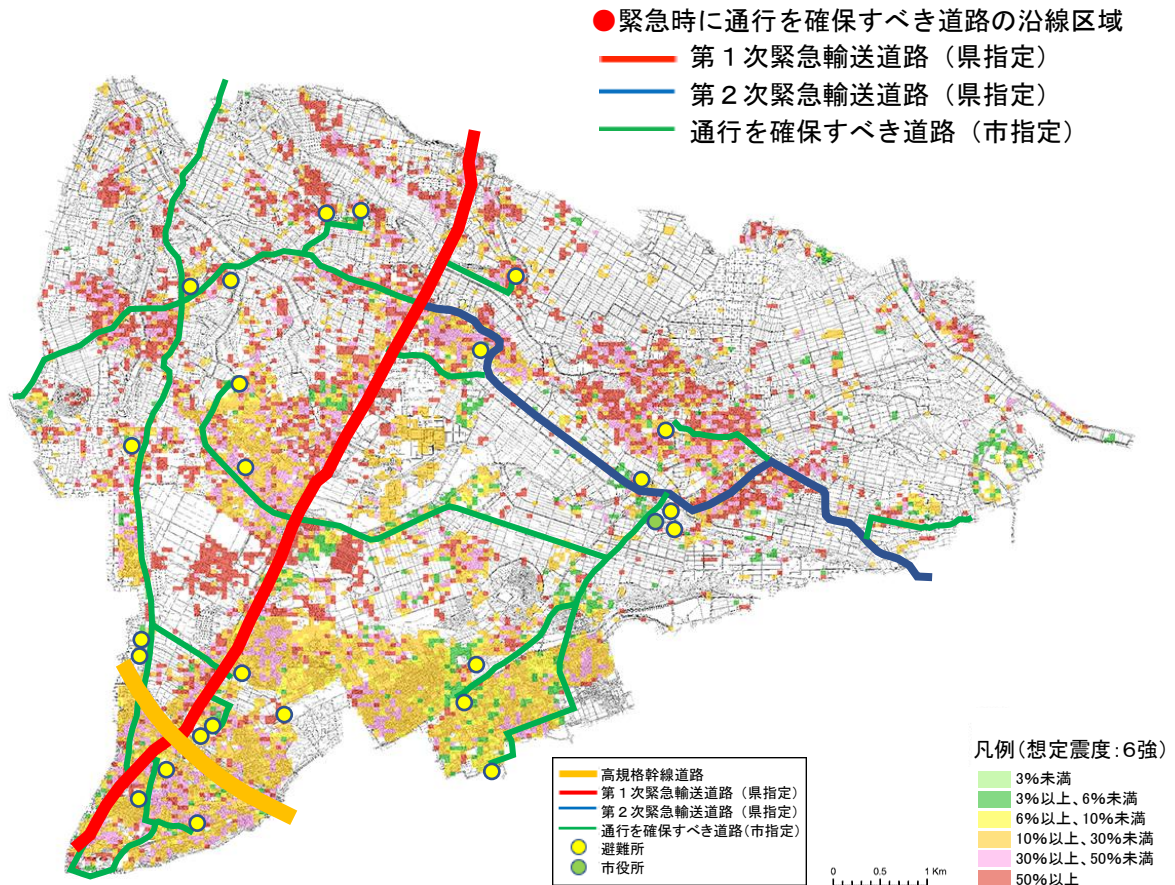 ●緊急時に通行を確保すべき道路の沿線区域
第１次緊急輸送道路（県指定）
第２次緊急輸送道路（県指定）
通行を確保すべき道路（市指定）
高規格幹線道路
第１次緊急輸送道路（県指定）
第２次緊急輸送道路（県指定）
通行を確保すべき道路(市指定)
避難所
市役所
0 0.5 1 Km
凡例(想定震度:6強)
3%未満
3%以上、6%未満
6%以上、10%未満
10%以上、30%未満
30%以上、50%未満
50%以上